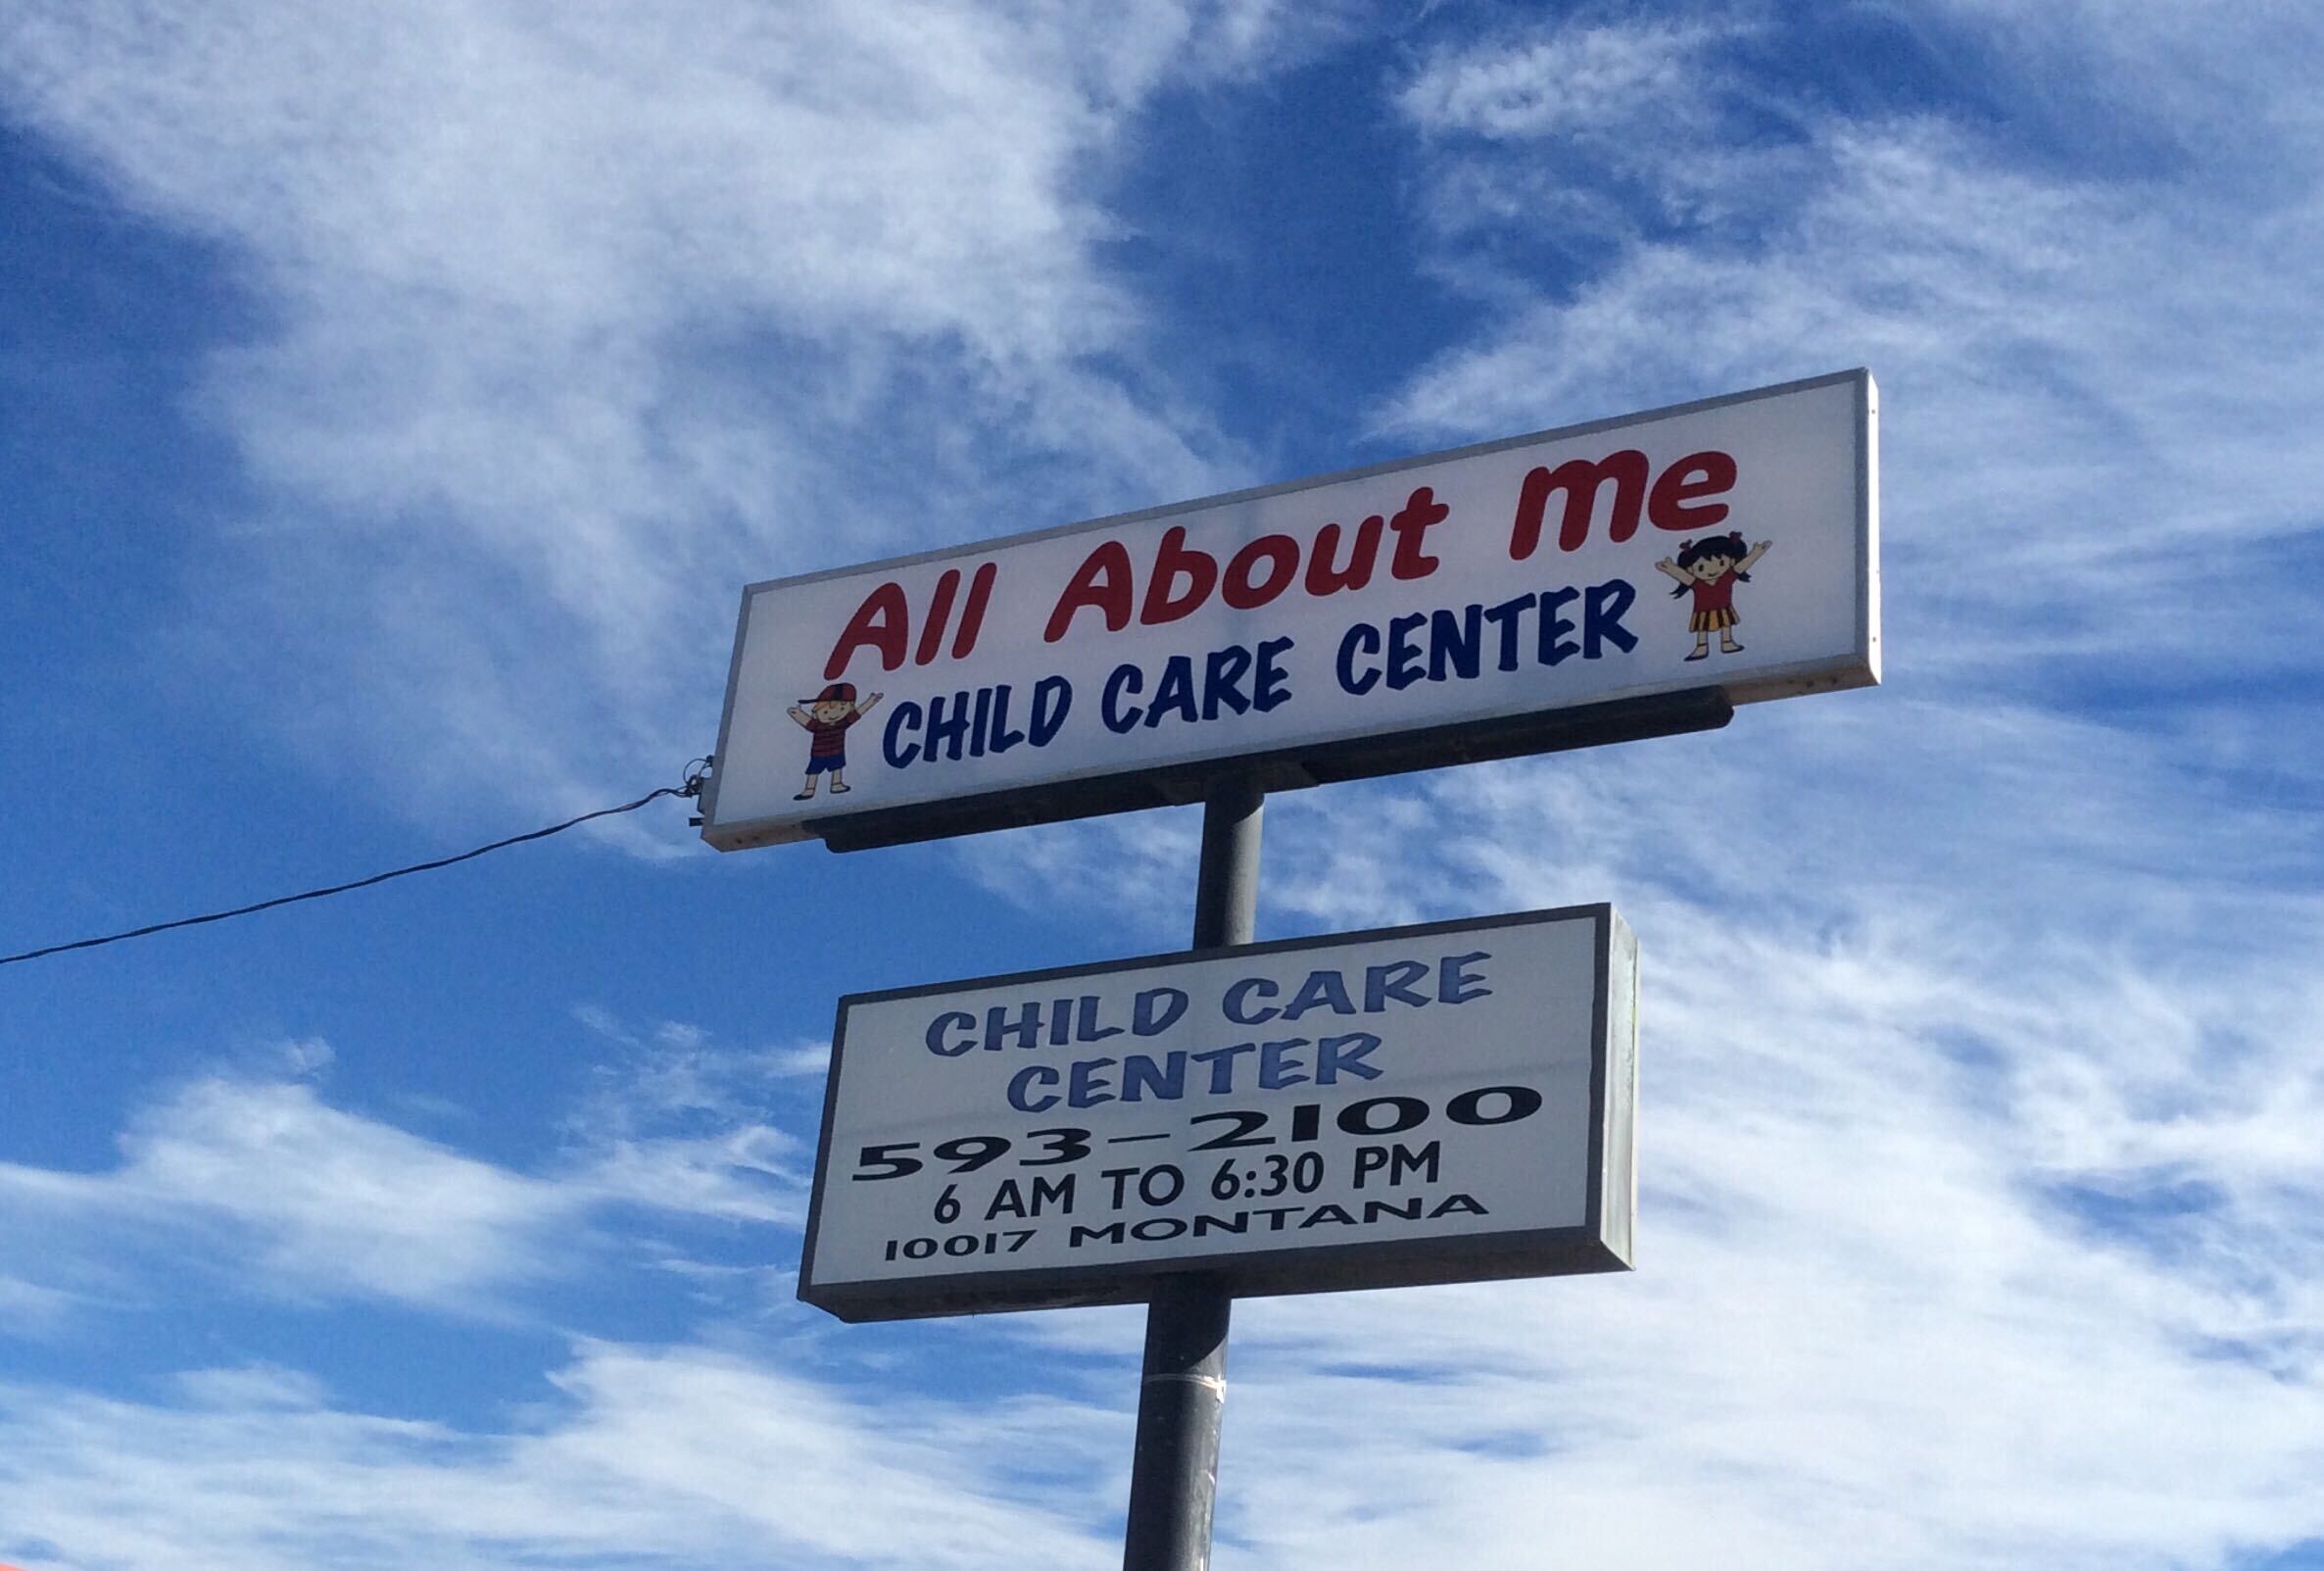 All About Me
CHILD CARE CENTER
CHILD CARE
CENTER
593-2100
6 AM TO 6:30 PM
10017 MONTANA